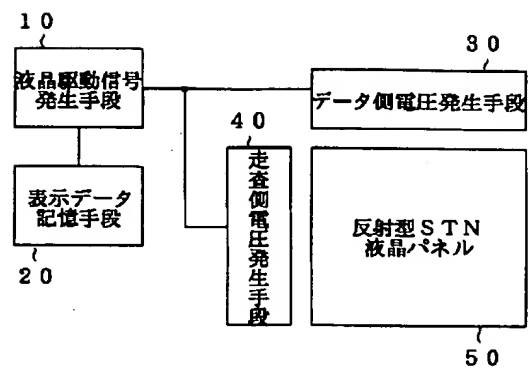 10
液晶駆動信号
発生手段
30
データ側電圧発生手段
40
走査側電圧発生手段
表示データ
記憶手段
20
反射型STN
液晶パネル
50